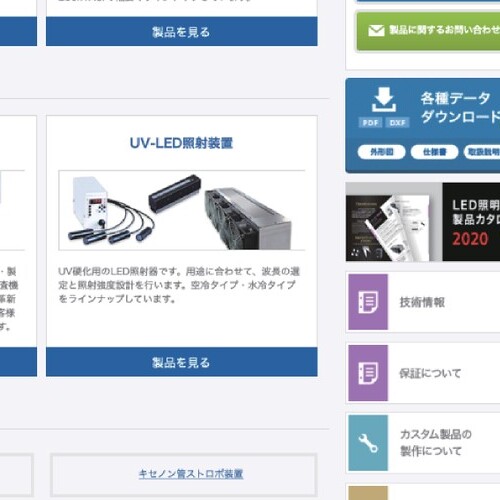 製品を見る
UV-LED照射装置
UV硬化用のLED照射器です。用途に合わせて、波長の選
定と照射強度設計を行います。空冷タイプ・水冷タイプ
をラインナップしています。
製品を見る
・製
査機
革新
客様
す。
キセノン管ストロボ装置
製品に関するお問い合わせ
各種データ
ダウンロード
PDF DXF
外形図 仕様書 取扱説明
LED照明
製品カタロ
2020
技術情報
保証について
カスタム製品の
製作について